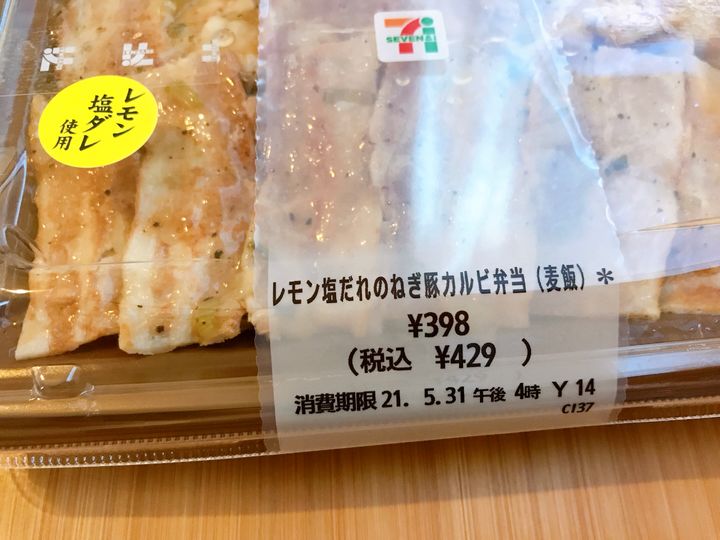 SEVEN&i
レモン
塩ダレ
使用
レモン塩だれのねぎ豚カルビ弁当（麦飯）＊
¥398
（税込 ¥429 ）
消費期限 21. 5.31 午後 4時 Y 14
C137